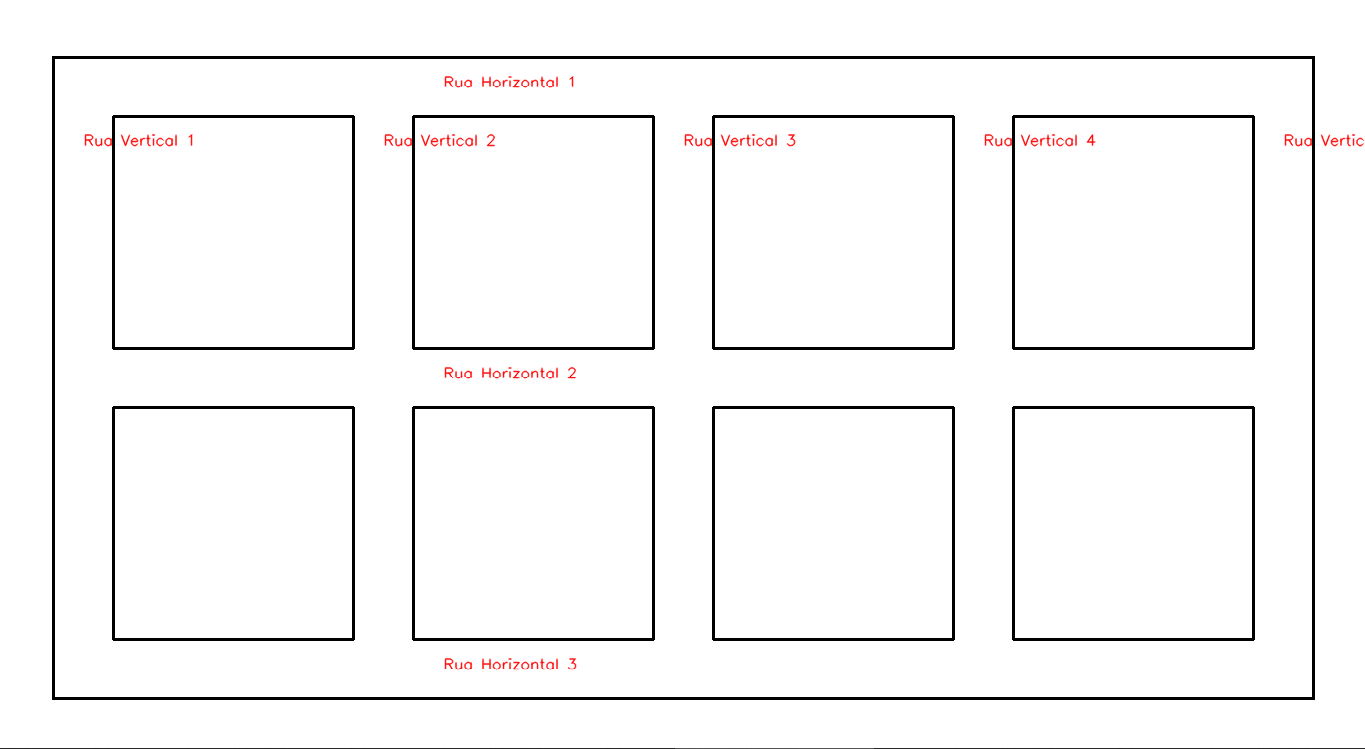 Rua Horizontal 1
Rua Vertical 1
Rua Vertical 2
Rua Vertical 3
Rua Vertical 4
Rua
Rua Horizontal 2
Rua Horizontal 3